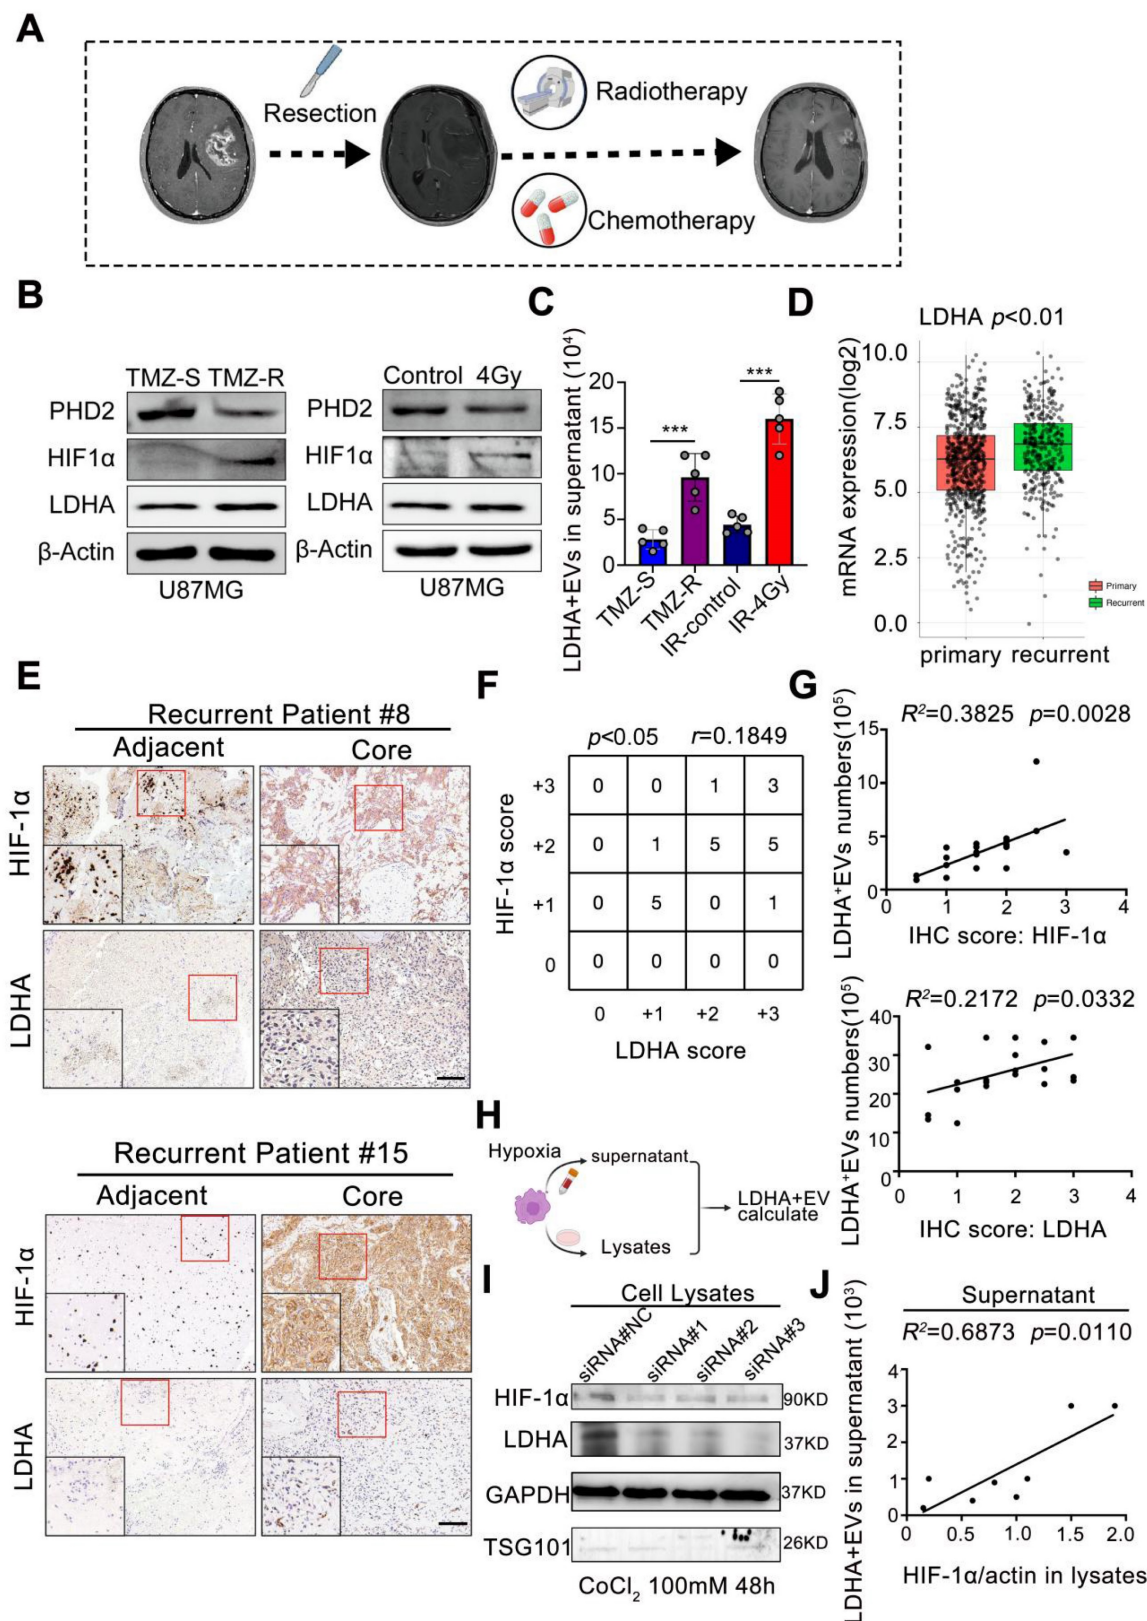 A
Resection
Radiotherapy
Chemotherapy
B
TMZ-S TMZ-R
PHD2
HIF1α
LDHA
β-Actin
U87MG
Control 4Gy
PHD2
HIF1α
LDHA
β-Actin
U87MG
C
LDHA+EVs in supernatant (10⁴)
20
15
10
5
0
***
***
TMZ-S
TMZ-R
IR-control
IR-4Gy
D
LDHA p<0.01
mRNA expression(log2)
10.0
7.5
5.0
2.5
0.0
Primary
Recurrent
primary recurrent
E
Recurrent Patient #8
Adjacent Core
HIF-1α
LDHA
Recurrent Patient #15
Adjacent Core
HIF-1α
LDHA
F
p<0.05 r=0.1849
HIF-1α score
+3 0 0 1 3
+2 0 1 5 5
+1 0 5 0 1
0 0 0 0 0
0 +1 +2 +3
LDHA score
G
R²=0.3825 p=0.0028
LDHA⁺EVs numbers(10⁵)
15
10
5
0
0 1 2 3 4
IHC score: HIF-1α
R²=0.2172 p=0.0332
LDHA⁺EVs numbers(10⁵)
40
30
20
10
0
0 1 2 3 4
IHC score: LDHA
H
Hypoxia
supernatant
Lysates
LDHA+EV
calculate
I
Cell Lysates
siRNA#NC
siRNA#1
siRNA#2
siRNA#3
HIF-1α 90KD
LDHA 37KD
GAPDH 37KD
TSG101 26KD
CoCl₂ 100mM 48h
J
Supernatant
R²=0.6873 p=0.0110
LDHA+EVs in supernatant (10³)
4
3
2
1
0
0 0.5 1.0 1.5 2.0
HIF-1α/actin in lysates